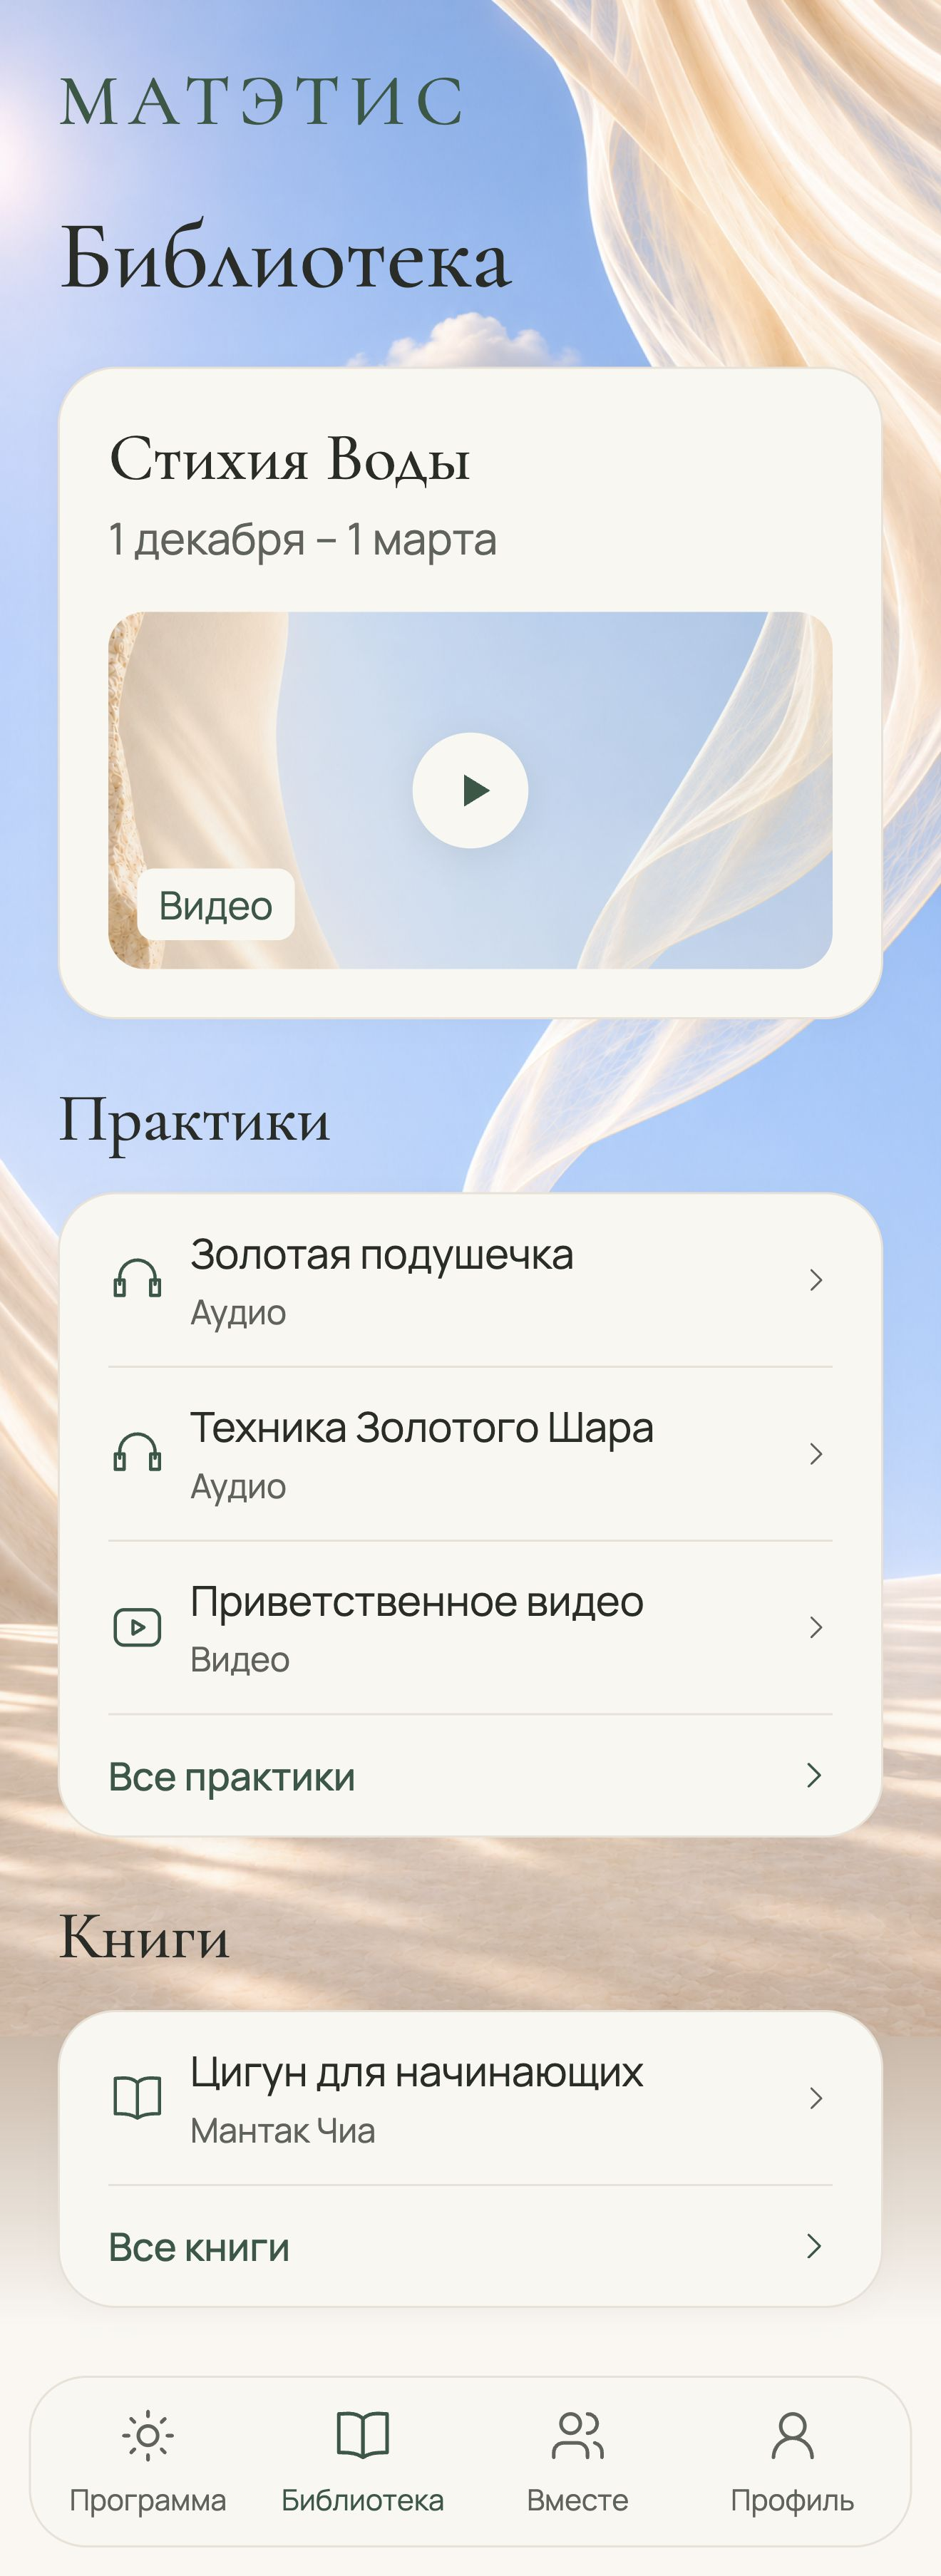 МАТЭТИС
Библиотека
Стихия Воды
1 декабря – 1 марта
Видео
Практики
Золотая подушечка
Аудио
Техника Золотого Шара
Аудио
Приветственное видео
Видео
Все практики
Книги
Цигун для начинающих
Мантак Чиа
Все книги
Программа
Библиотека
Вместе
Профиль